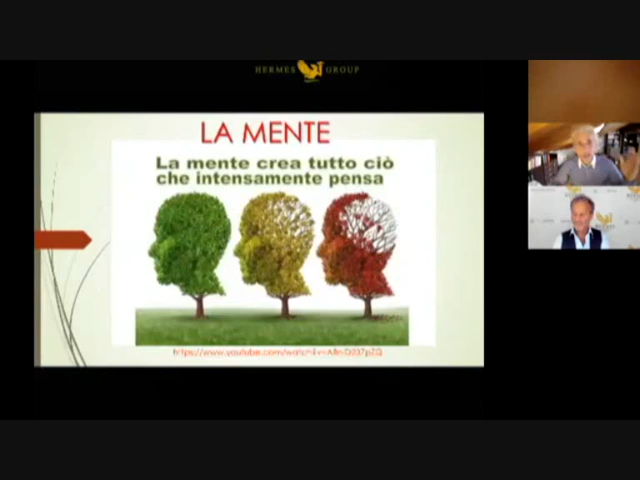 HERMES GROUP
LA MENTE
La mente crea tutto ciò
che intensamente pensa